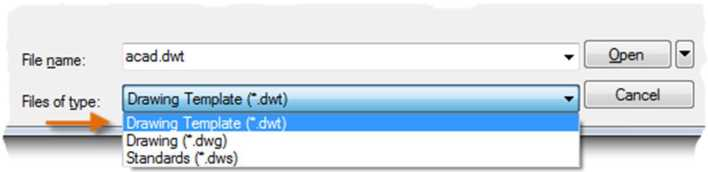 File name: acad.dwt Open
Files of type: Drawing Template (*.dwt) Cancel
Drawing Template (*.dwt)
Drawing (*.dwg)
Standards (*.dws)